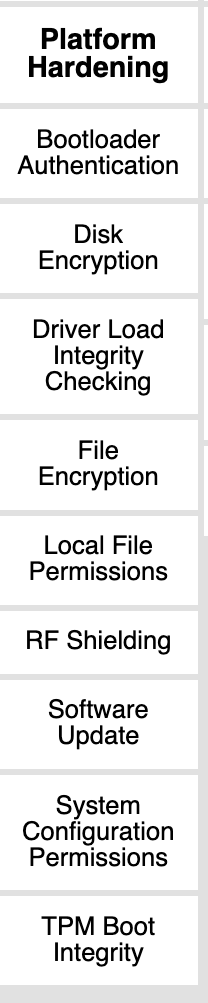 Platform
Hardening
Bootloader
Authentication
Disk
Encryption
Driver Load
Integrity
Checking
File
Encryption
Local File
Permissions
RF Shielding
Software
Update
System
Configuration
Permissions
TPM Boot
Integrity